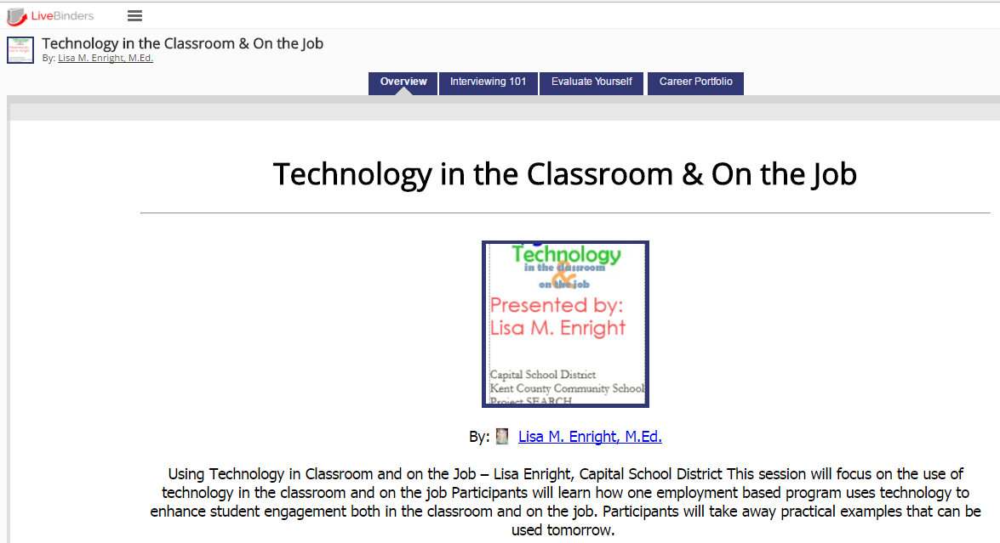 LiveBinders
Technology in the Classroom & On the Job
By: Lisa M. Enright, M.Ed.
Overview
Interviewing 101
Evaluate Yourself
Career Portfolio
Technology in the Classroom & On the Job
Technology
in the classroom
&
on the job
Presented by:
Lisa M. Enright
Capital School District
Kent County Community School
Project SEARCH
By: Lisa M. Enright, M.Ed.
Using Technology in Classroom and on the Job – Lisa Enright, Capital School District This session will focus on the use of
technology in the classroom and on the job Participants will learn how one employment based program uses technology to
enhance student engagement both in the classroom and on the job. Participants will take away practical examples that can be
used tomorrow.